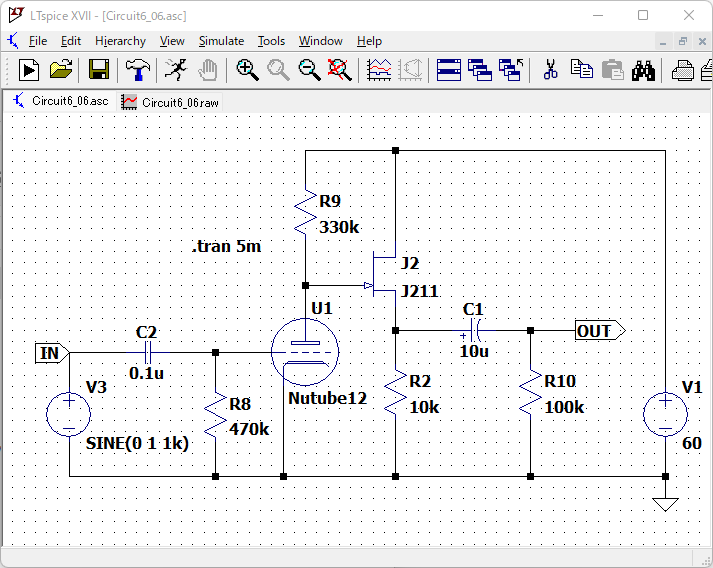 LTspice XVII - [Circuit6_06.asc]
File Edit Hierarchy View Simulate Tools Window Help
Circuit6_06.asc Circuit6_06.raw
R9
330k
.tran 5m
J2
J211
U1
C1
OUT
+
10u
C2
IN
0.1u
Nutube12
V3
R8
470k
SINE(0 1 1k)
R2
10k
R10
100k
V1
60